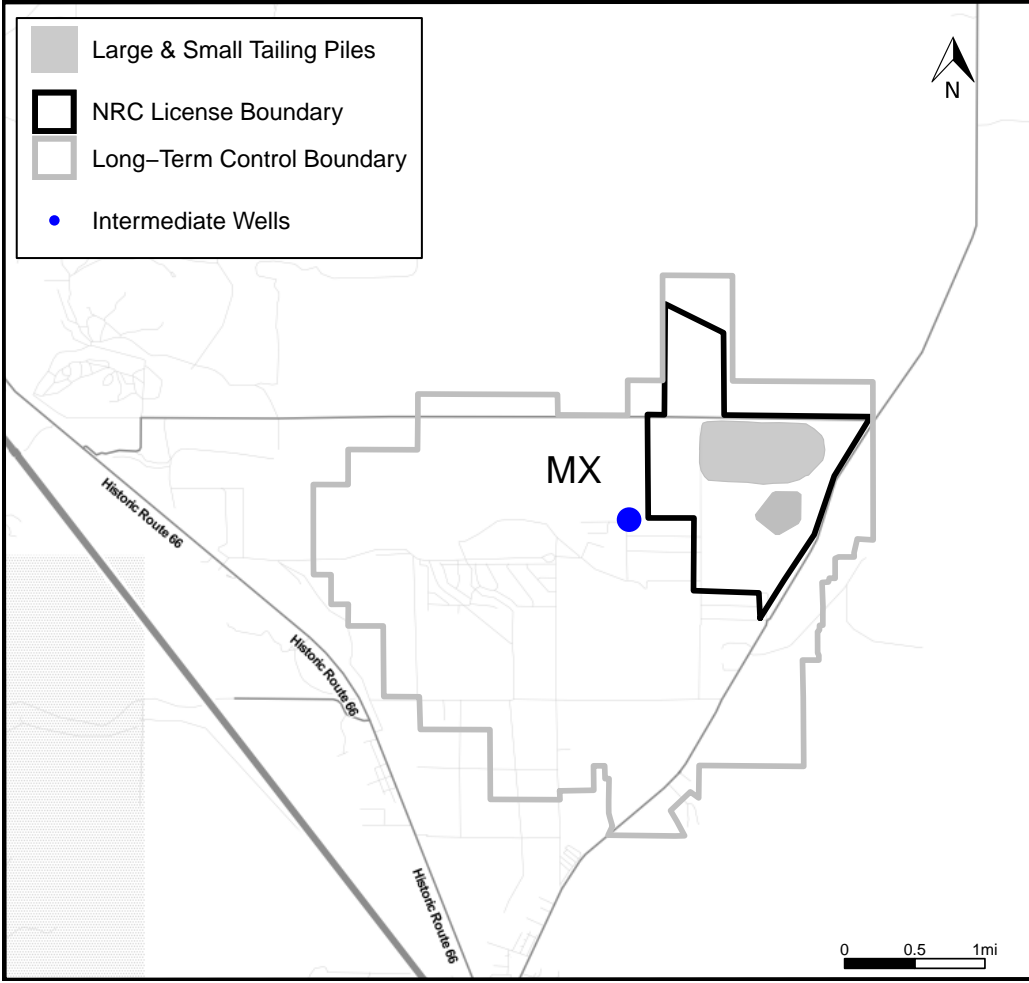 Large & Small Tailing Piles
NRC License Boundary
Long−Term Control Boundary
Intermediate Wells
N
MX
Historic Route 66
Historic Route 66
Historic Route 66
0 0.5 1mi